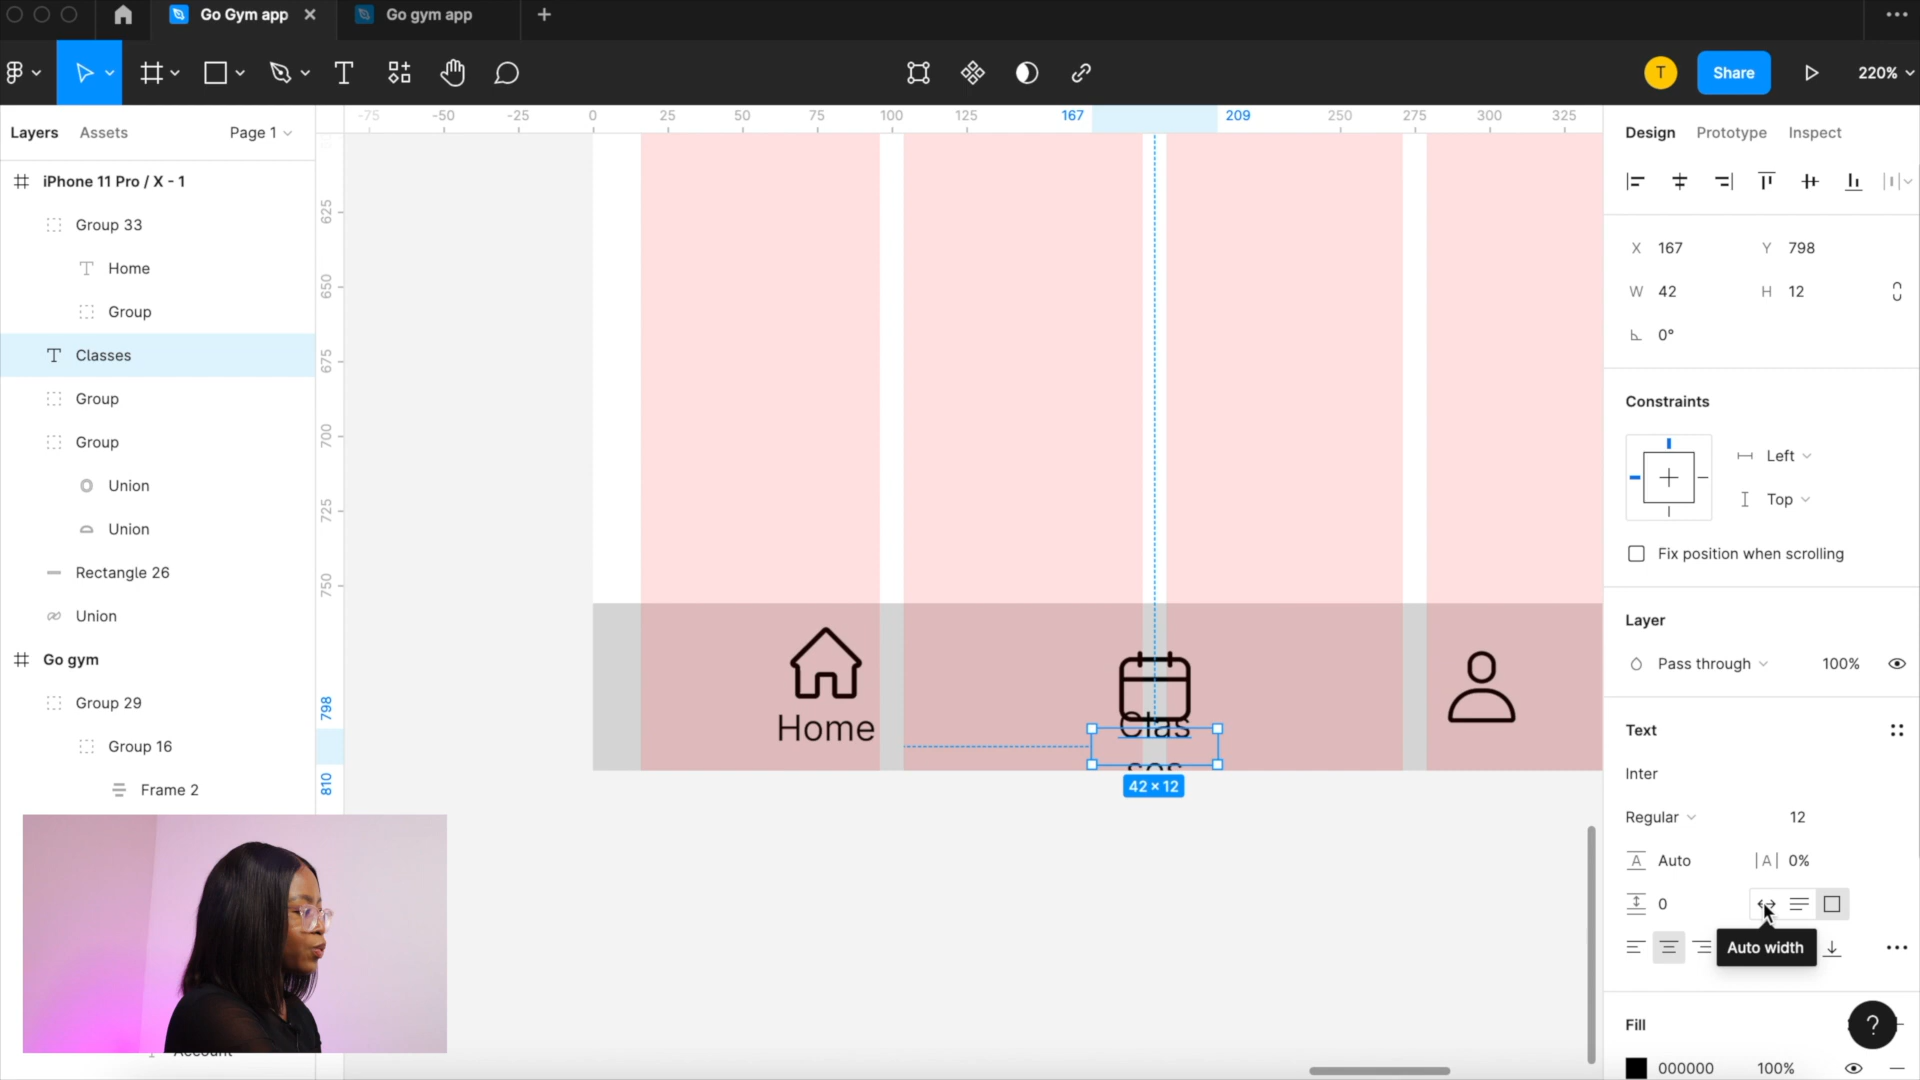 Go Gym app
Go gym app
T
Share
220%
Layers
Assets
Page 1
-75
-50
-25
0
25
50
75
100
125
167
209
250
275
300
325
Design
Prototype
Inspect
iPhone 11 Pro / X - 1
Group 33
Home
Group
Classes
Group
Group
Union
Union
Rectangle 26
Union
Go gym
Group 29
Group 16
Frame 2
Account
625
650
675
700
725
750
798
810
Home
Clas
ses
42 × 12
X 167
Y 798
W 42
H 12
0°
Constraints
Left
Top
Fix position when scrolling
Layer
Pass through
100%
Text
Inter
Regular
12
A Auto
|A| 0%
0
Auto width
Fill
?
000000
100%